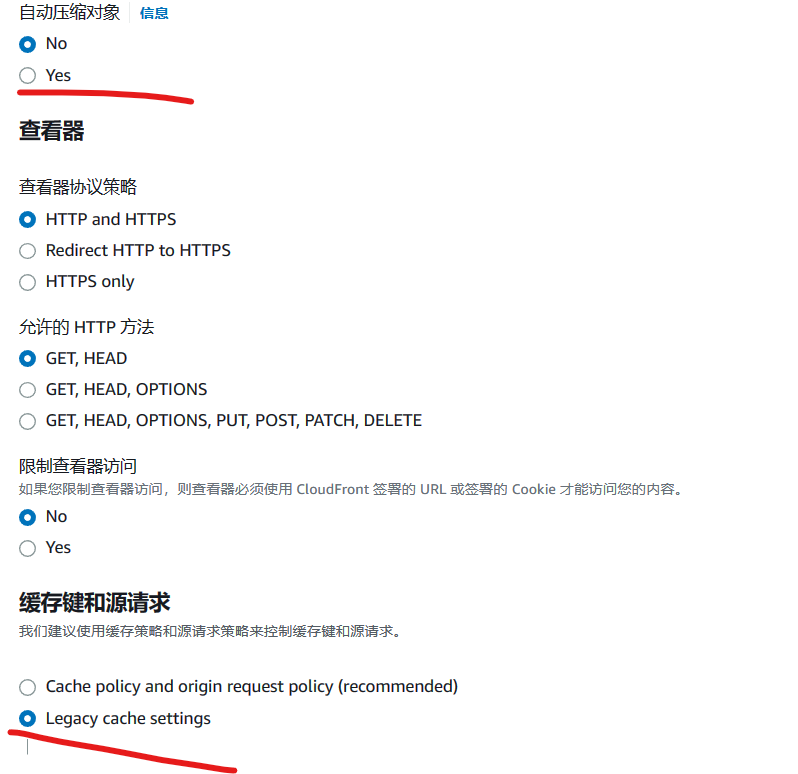 自动压缩对象 信息
No
Yes
查看器
查看器协议策略
HTTP and HTTPS
Redirect HTTP to HTTPS
HTTPS only
允许的 HTTP 方法
GET, HEAD
GET, HEAD, OPTIONS
GET, HEAD, OPTIONS, PUT, POST, PATCH, DELETE
限制查看器访问
如果您限制查看器访问，则查看器必须使用 CloudFront 签署的 URL 或签署的 Cookie 才能访问您的内容。
No
Yes
缓存键和源请求
我们建议使用缓存策略和源请求策略来控制缓存键和源请求。
Cache policy and origin request policy (recommended)
Legacy cache settings